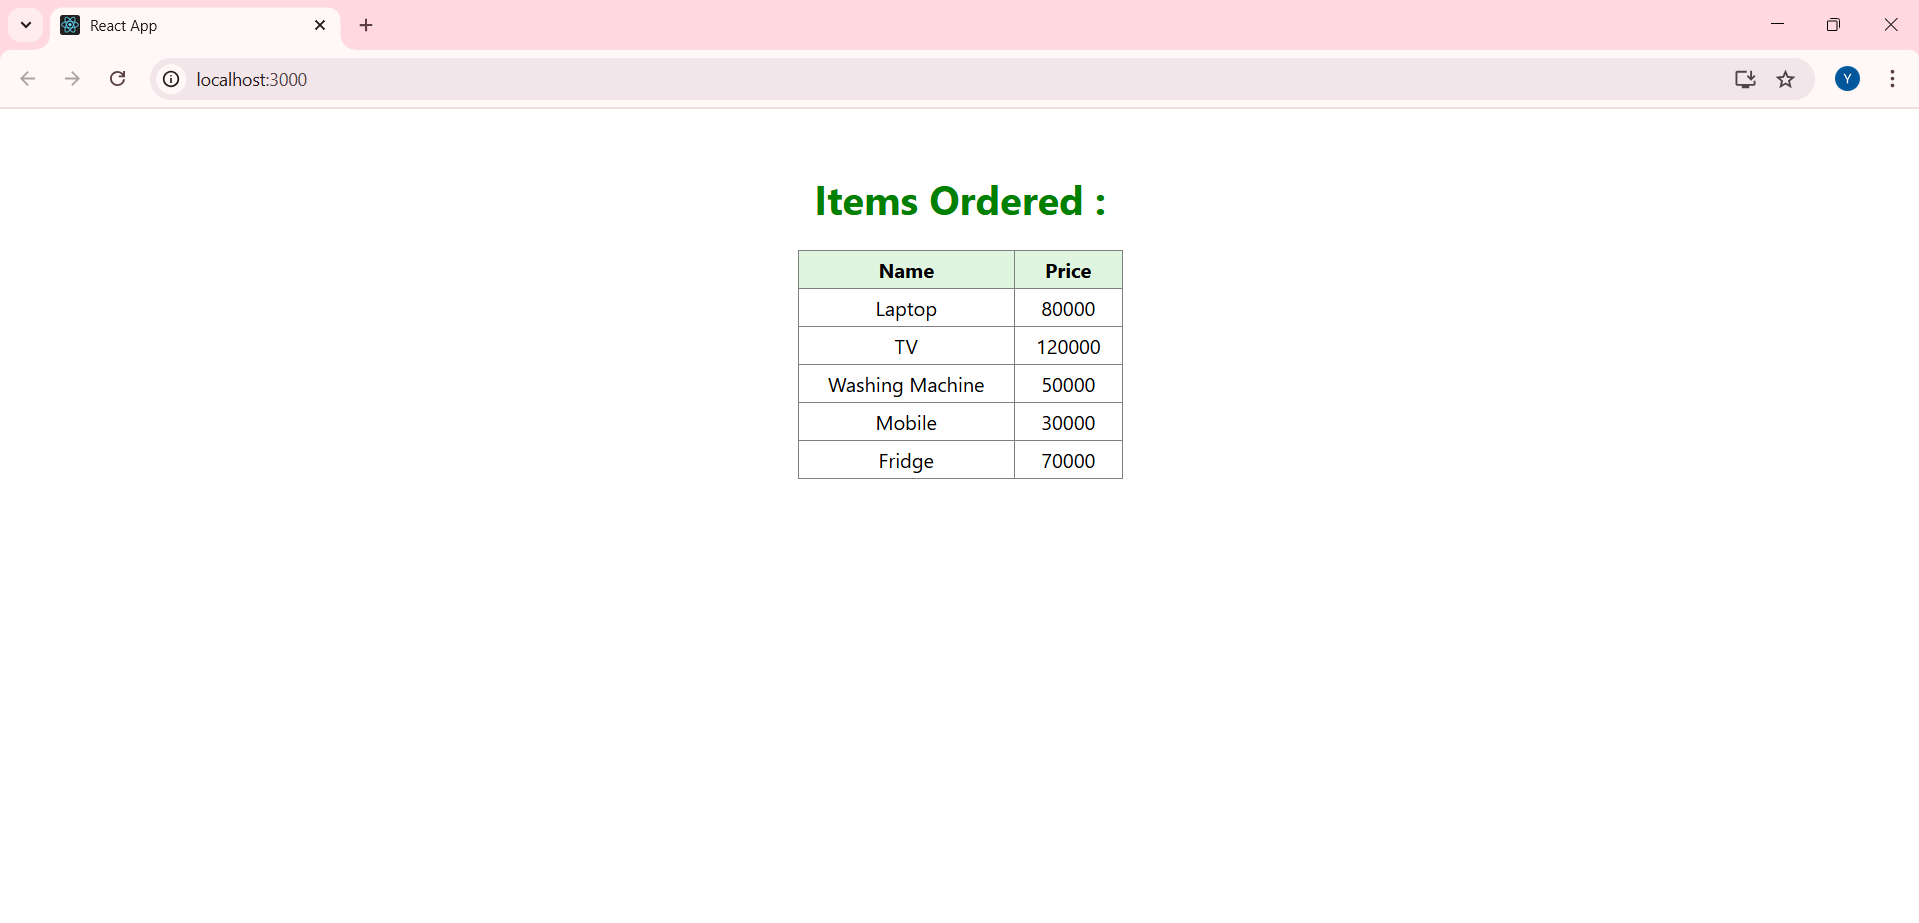 React App
localhost:3000
Y
Items Ordered :
Name Price
Laptop 80000
TV 120000
Washing Machine 50000
Mobile 30000
Fridge 70000